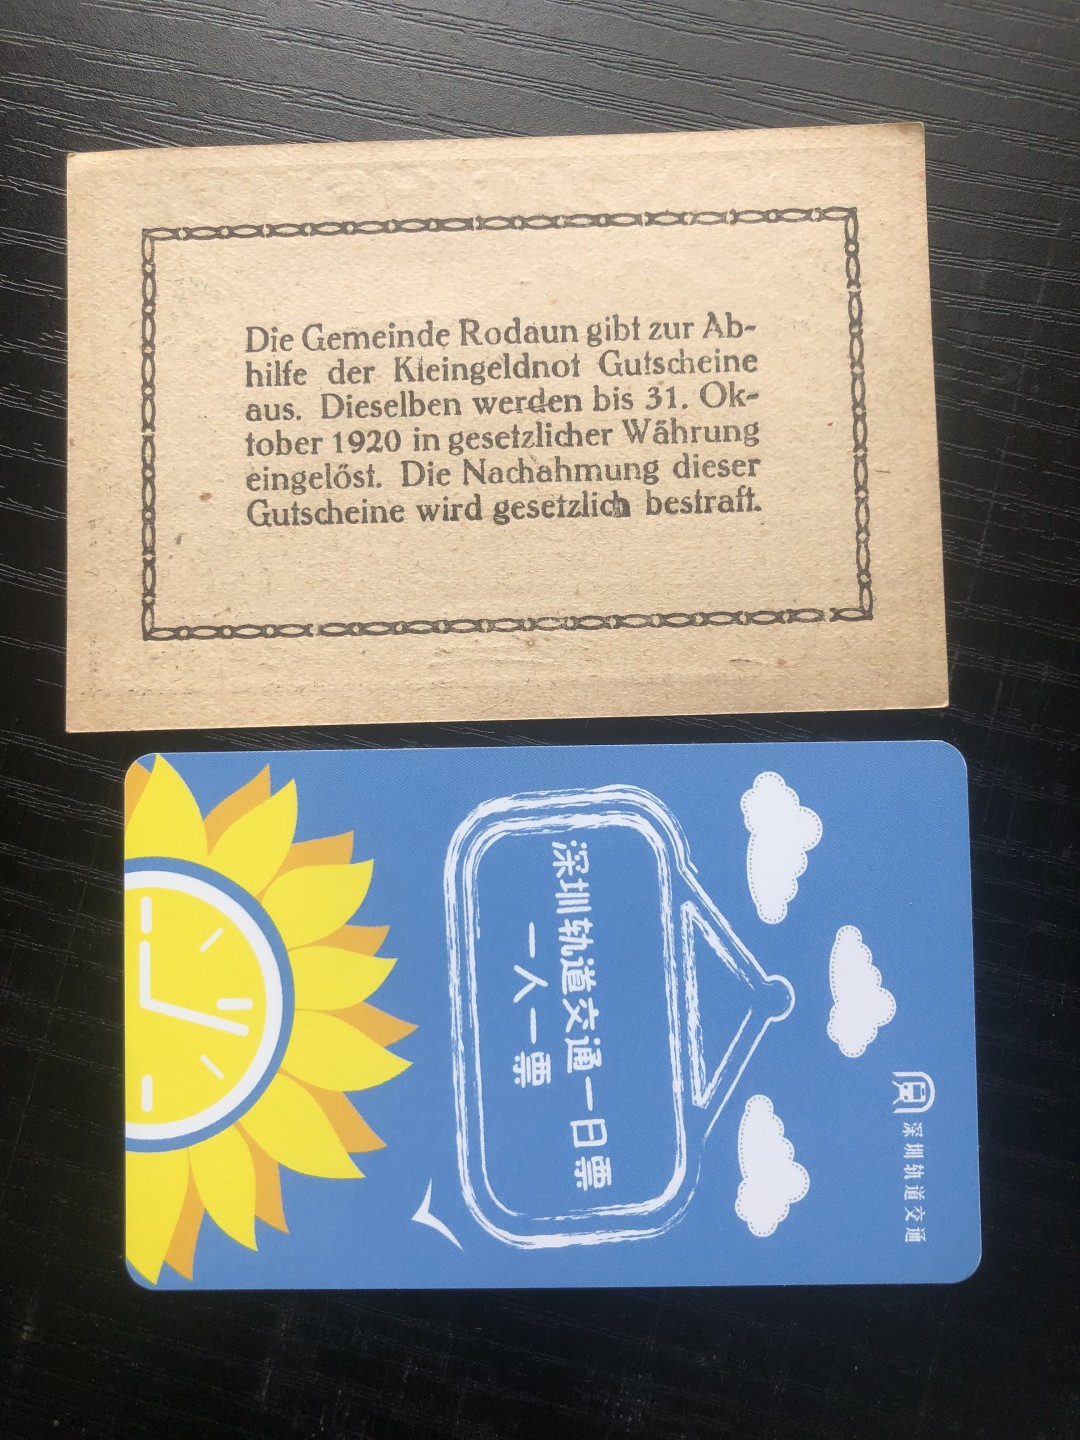 Die Gemeinde Rodaun gibt zur Ab-
hilfe der Kleingeldnot Gutscheine
aus. Dieselben werden bis 31. Ok-
tober 1920 in gesetzlicher Währung
eingelöst. Die Nachahmung dieser
Gutscheine wird gesetzlich bestraft.
深圳轨道交通
深圳轨道交通一日票
一人一票